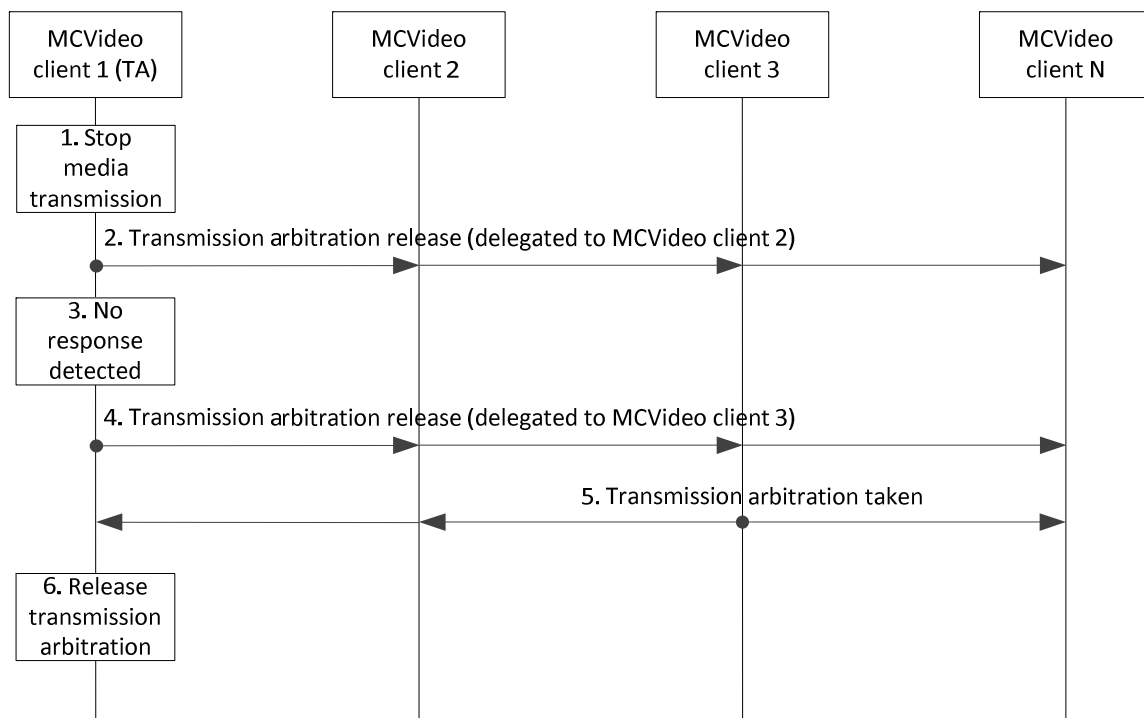 MCVideo
client 1 (TA)
MCVideo
client 2
MCVideo
client 3
MCVideo
client N
1. Stop
media
transmission
2. Transmission arbitration release (delegated to MCVideo client 2)
3. No
response
detected
4. Transmission arbitration release (delegated to MCVideo client 3)
5. Transmission arbitration taken
6. Release
transmission
arbitration